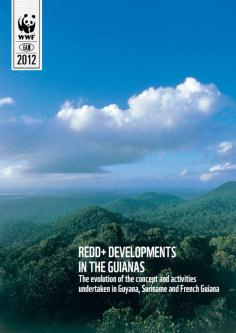 WWF
GUI
2012
REDD+ DEVELOPMENTS
IN THE GUIANAS
The evolution of the concept and activities
undertaken in Guyana, Suriname and French Guiana